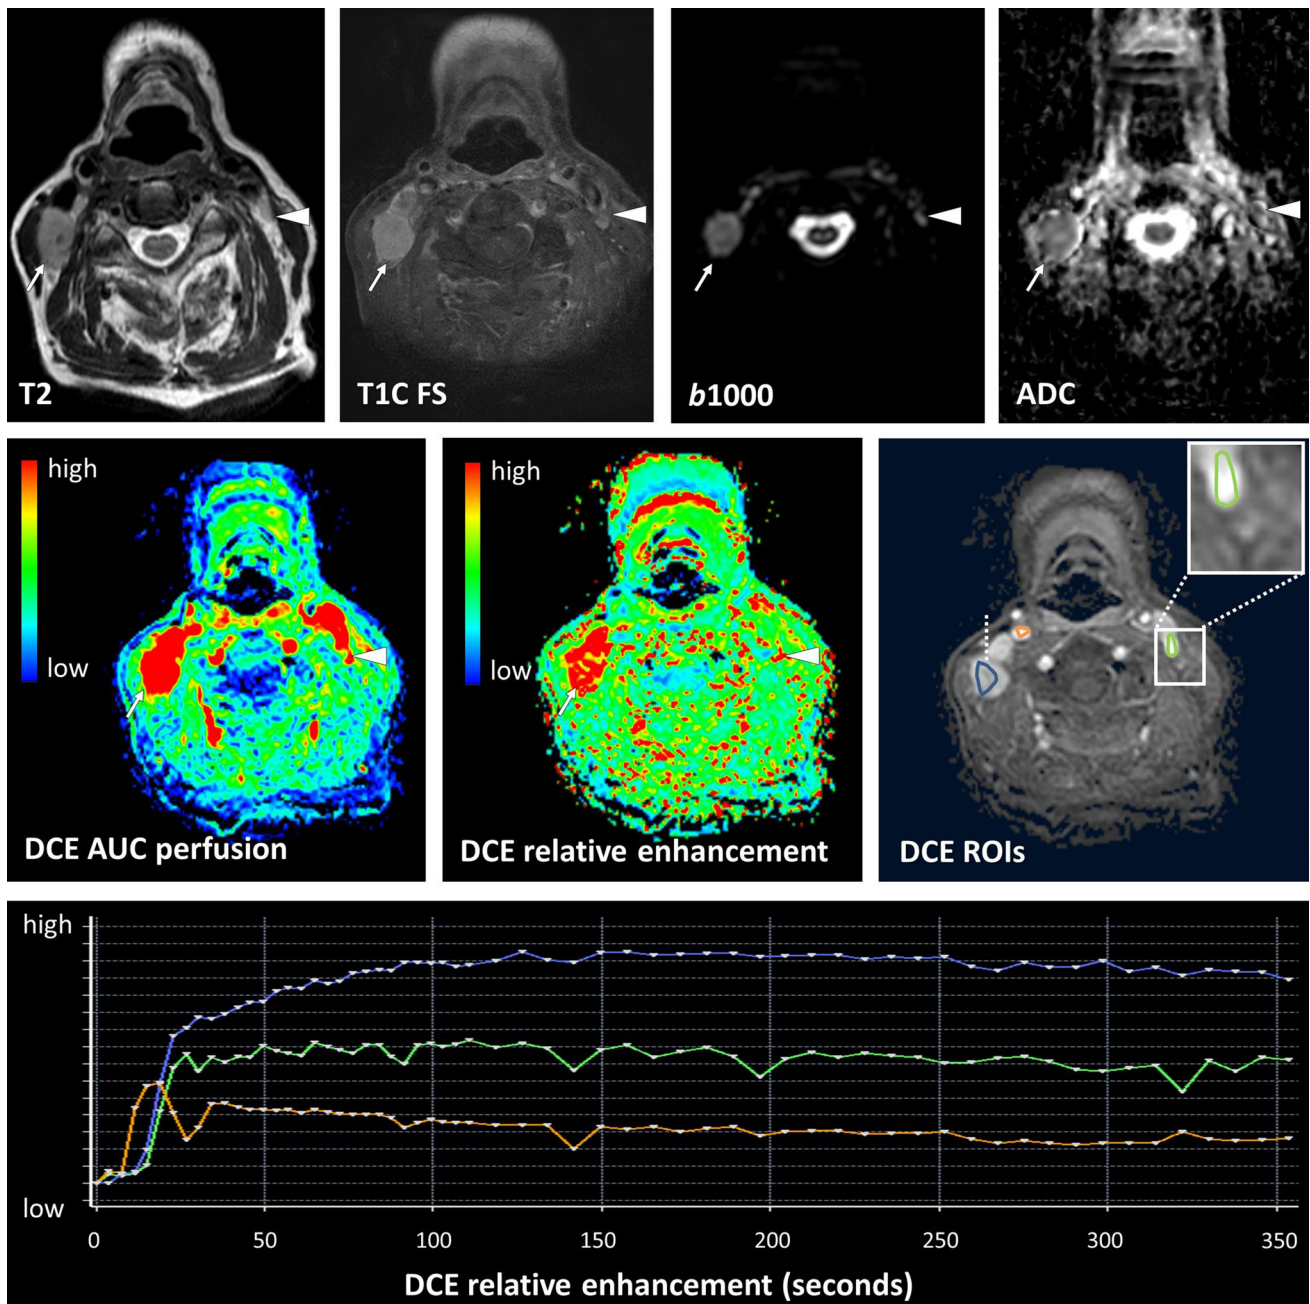 T2
T1C FS
b1000
ADC
high
low
DCE AUC perfusion
high
low
DCE relative enhancement
DCE ROIs
high
low
0 50 100 150 200 250 300 350
DCE relative enhancement (seconds)